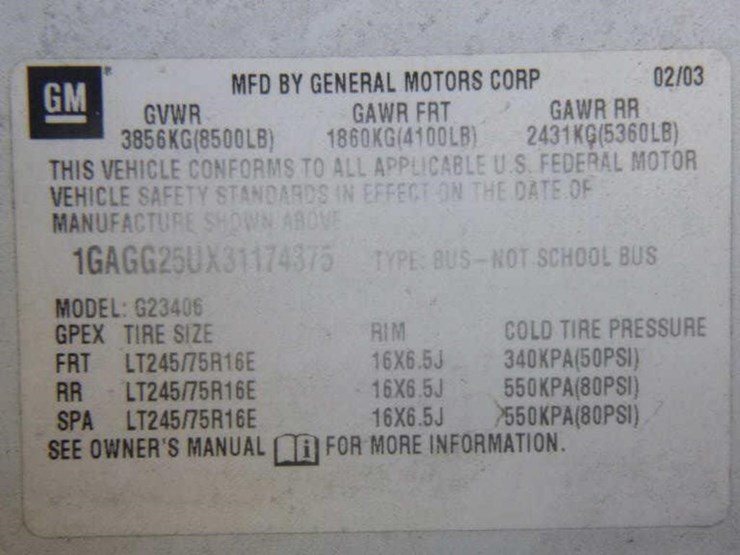 GM
MFD BY GENERAL MOTORS CORP 02/03
GVWR GAWR FRT GAWR RR
3856KG(8500LB) 1860KG(4100LB) 2431KG(5360LB)
THIS VEHICLE CONFORMS TO ALL APPLICABLE U.S. FEDERAL MOTOR
VEHICLE SAFETY STANDARDS IN EFFECT ON THE DATE OF
MANUFACTURE SHOWN ABOVE
1GAGG25UX31174375 TYPE: BUS-NOT SCHOOL BUS
MODEL: G23406
GPEX TIRE SIZE RIM COLD TIRE PRESSURE
FRT LT245/75R16E 16X6.5J 340KPA(50PSI)
RR LT245/75R16E 16X6.5J 550KPA(80PSI)
SPA LT245/75R16E 16X6.5J 550KPA(80PSI)
SEE OWNER'S MANUAL i FOR MORE INFORMATION.